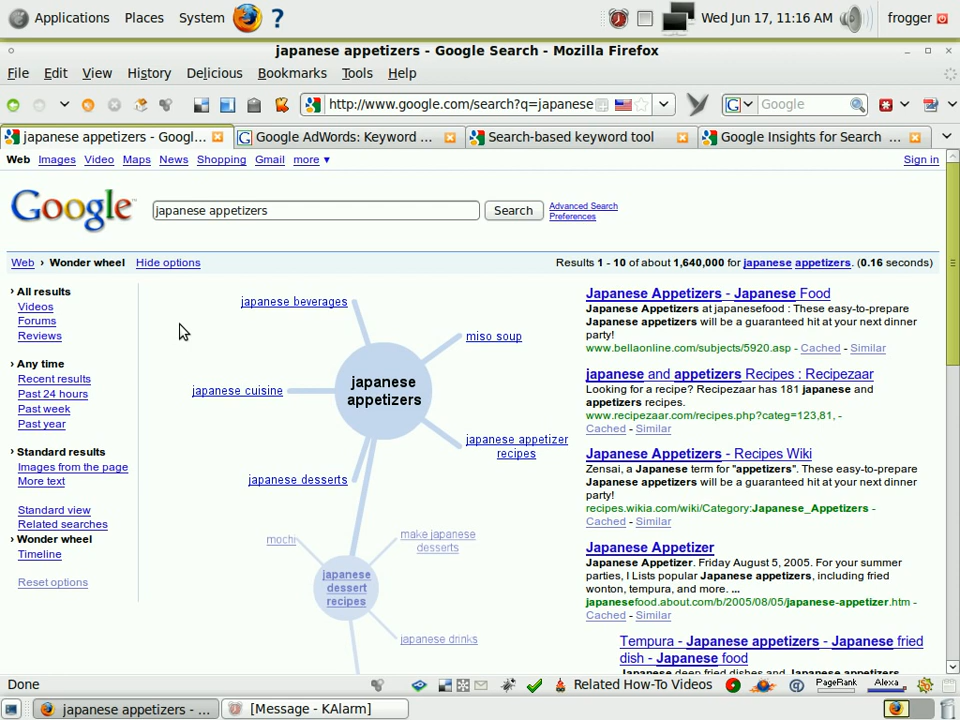 Applications Places System ? Wed Jun 17, 11:16 AM frogger
japanese appetizers - Google Search - Mozilla Firefox
File Edit View History Delicious Bookmarks Tools Help
http://www.google.com/search?q=japanese G Google
japanese appetizers - Googl... Google AdWords: Keyword ... Search-based keyword tool Google Insights for Search ...
Web Images Video Maps News Shopping Gmail more ▼ Sign in
Google™ japanese appetizers Search Advanced Search
Preferences
Web › Wonder wheel Hide options Results 1 - 10 of about 1,640,000 for japanese appetizers. (0.16 seconds)
› All results
Videos
Forums
Reviews
› Any time
Recent results
Past 24 hours
Past week
Past year
› Standard results
Images from the page
More text
Standard view
Related searches
› Wonder wheel
Timeline
Reset options
japanese beverages
miso soup
japanese
appetizers
japanese cuisine
japanese appetizer
recipes
japanese desserts
mochi
make japanese
desserts
japanese
dessert
recipes
japanese drinks
Japanese Appetizers - Japanese Food
Japanese Appetizers at japanesefood : These easy-to-prepare
Japanese appetizers will be a guaranteed hit at your next dinner
party!
www.bellaonline.com/subjects/5920.asp - Cached - Similar
japanese and appetizers Recipes : Recipezaar
Looking for a recipe? Recipezaar has 181 japanese and
appetizers recipes.
www.recipezaar.com/recipes.php?categ=123,81, -
Cached - Similar
Japanese Appetizers - Recipes Wiki
Zensai, a Japanese term for "appetizers". These easy-to-prepare
Japanese appetizers will be a guaranteed hit at your next dinner
party!
recipes.wikia.com/wiki/Category:Japanese_Appetizers -
Cached - Similar
Japanese Appetizer
Japanese Appetizer. Friday August 5, 2005. For your summer
parties, I Lists popular Japanese appetizers, including fried
wonton, tempura, and more. ...
japanesefood.about.com/b/2005/08/05/japanese-appetizer.htm -
Cached - Similar
Tempura - Japanese appetizers - Japanese fried
dish - Japanese food
Japanese deep fried dishes and Japanese appetizers
Done Related How-To Videos PageRank Alexa
japanese appetizers - ... [Message - KAlarm]